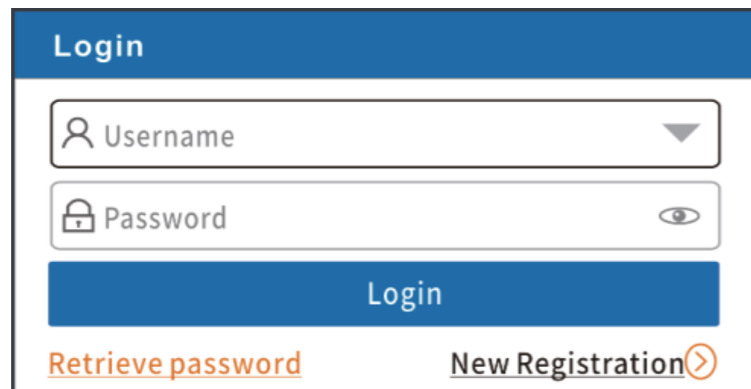 Login
Username
Password
Login
Retrieve password New Registration